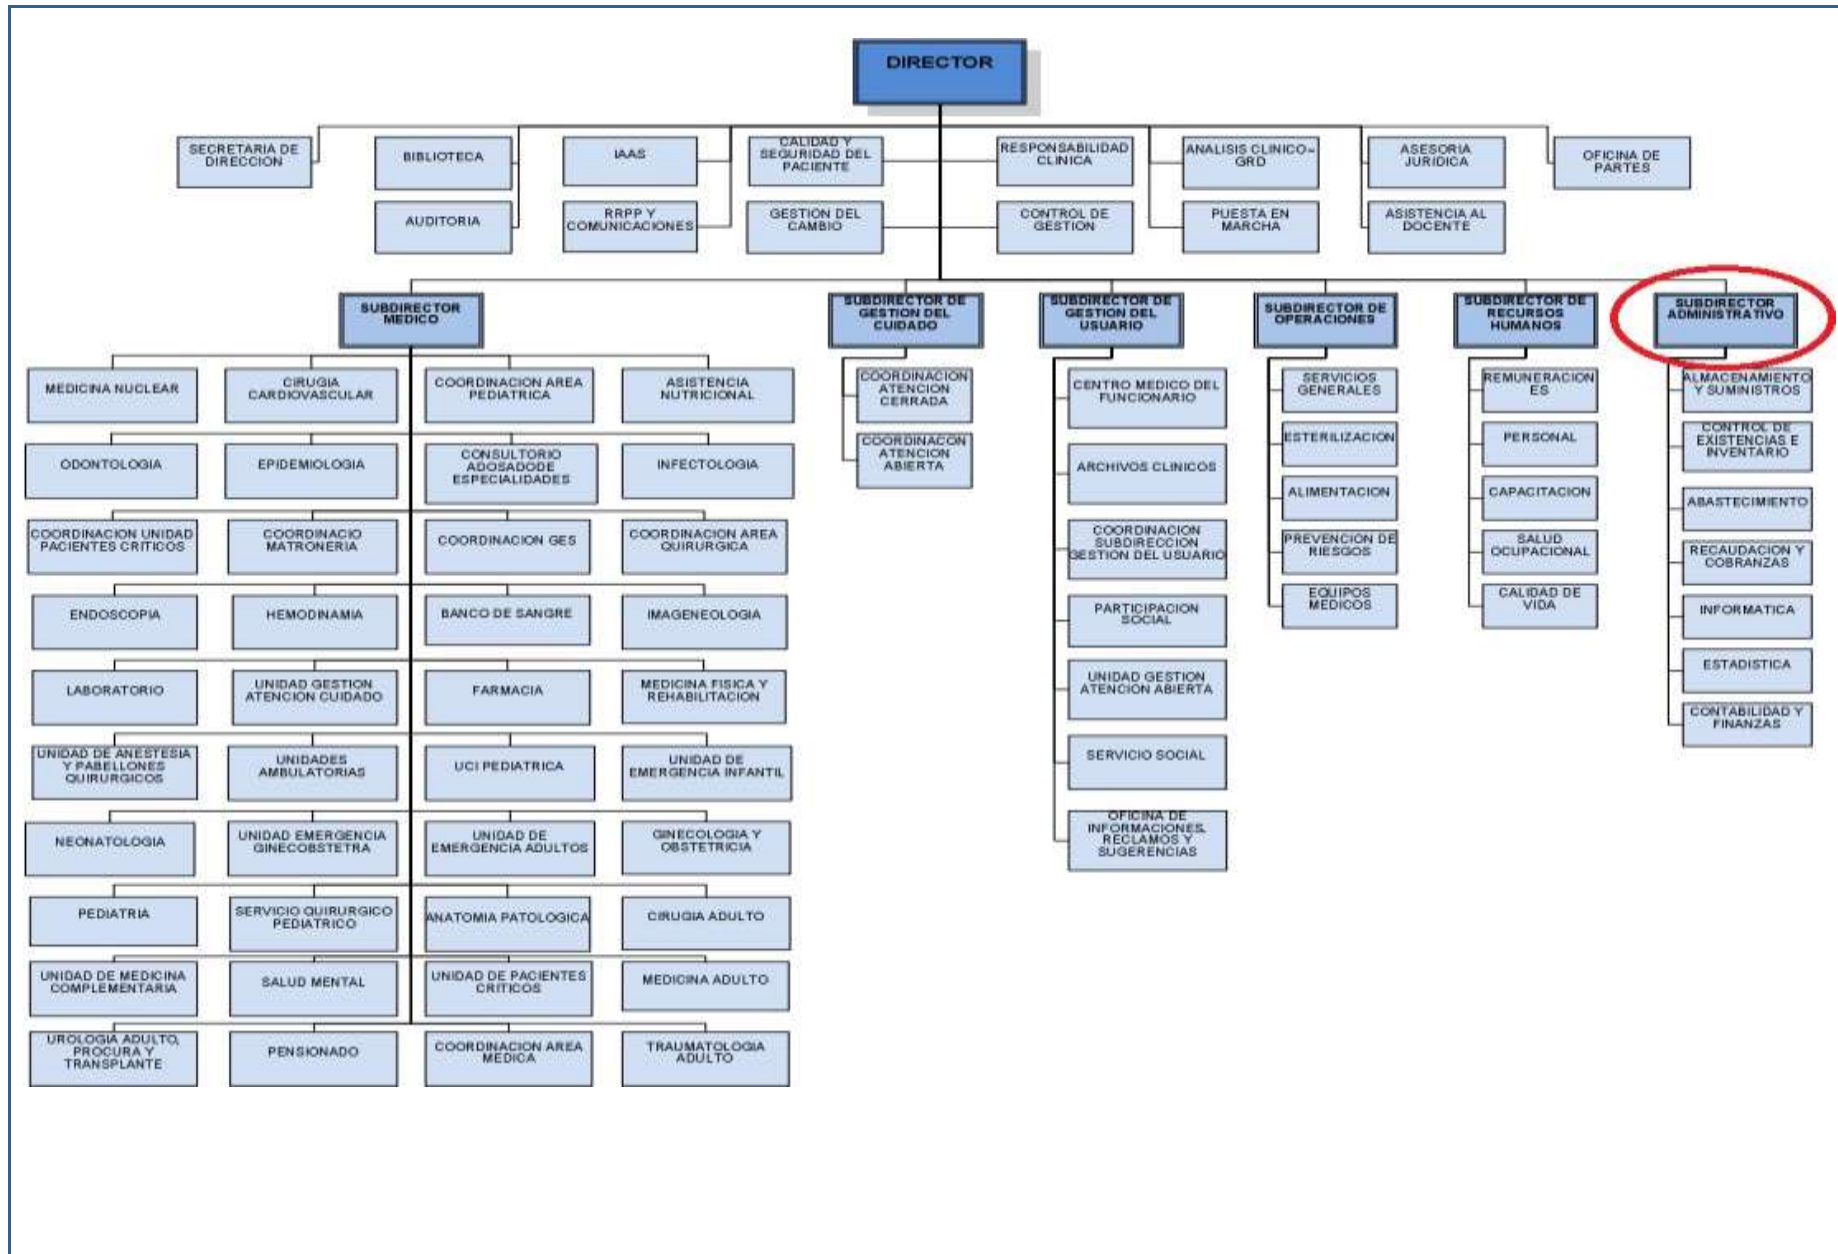 DIRECTOR
SECRETARIA DE
DIRECCION
BIBLIOTECA
IAAS
CALIDAD Y
SEGURIDAD DEL
PACIENTE
RESPONSABILIDAD
CLINICA
ANALISIS CLINICO-
GRD
ASESORIA
JURIDICA
OFICINA DE
PARTES
AUDITORIA
RRPP Y
COMUNICACIONES
GESTION DEL
CAMBIO
CONTROL DE
GESTION
PUESTA EN
MARCHA
ASISTENCIA AL
DOCENTE
SUBDIRECTOR
MEDICO
SUBDIRECTOR DE
GESTION DEL
CUIDADO
SUBDIRECTOR DE
GESTION DEL
USUARIO
SUBDIRECTOR DE
OPERACIONES
SUBDIRECTOR DE
RECURSOS
HUMANOS
SUBDIRECTOR
ADMINISTRATIVO
MEDICINA NUCLEAR
CIRUGIA
CARDIOVASCULAR
COORDINACION AREA
PEDIATRICA
ASISTENCIA
NUTRICIONAL
ODONTOLOGIA
EPIDEMIOLOGIA
CONSULTORIO
ADOSADODE
ESPECIALIDADES
INFECTOLOGIA
COORDINACION UNIDAD
PACIENTES CRITICOS
COORDINACIO
MATRONERIA
COORDINACION GES
COORDINACION AREA
QUIRURGICA
ENDOSCOPIA
HEMODINAMIA
BANCO DE SANGRE
IMAGENEOLOGIA
LABORATORIO
UNIDAD GESTION
ATENCION CUIDADO
FARMACIA
MEDICINA FISICA Y
REHABILITACION
UNIDAD DE ANESTESIA
Y PABELLONES
QUIRURGICOS
UNIDADES
AMBULATORIAS
UCI PEDIATRICA
UNIDAD DE
EMERGENCIA INFANTIL
NEONATOLOGIA
UNIDAD EMERGENCIA
GINECOBSTETRA
UNIDAD DE
EMERGENCIA ADULTOS
GINECOLOGIA Y
OBSTETRICIA
PEDIATRIA
SERVICIO QUIRURGICO
PEDIATRICO
ANATOMIA PATOLOGICA
CIRUGIA ADULTO
UNIDAD DE MEDICINA
COMPLEMENTARIA
SALUD MENTAL
UNIDAD DE PACIENTES
CRITICOS
MEDICINA ADULTO
UROLOGIA ADULTO,
PROCURA Y
TRANSPLANTE
PENSIONADO
COORDINACION AREA
MEDICA
TRAUMATOLOGIA
ADULTO
COORDINACION
ATENCION
CERRADA
COORDINACON
ATENCION
ABIERTA
CENTRO MEDICO DEL
FUNCIONARIO
ARCHIVOS CLINICOS
COORDINACION
SUBDIRECCION
GESTION DEL USUARIO
PARTICIPACION
SOCIAL
UNIDAD GESTION
ATENCION ABIERTA
SERVICIO SOCIAL
OFICINA DE
INFORMACIONES,
RECLAMOS Y
SUGERENCIAS
SERVICIOS
GENERALES
ESTERILIZACION
ALIMENTACION
PREVENCION DE
RIESGOS
EQUIPOS
MEDICOS
REMUNERACION
ES
PERSONAL
CAPACITACION
SALUD
OCUPACIONAL
CALIDAD DE
VIDA
ALMACENAMIENTO
Y SUMINISTROS
CONTROL DE
EXISTENCIAS E
INVENTARIO
ABASTECIMIENTO
RECAUDACION Y
COBRANZAS
INFORMATICA
ESTADISTICA
CONTABILIDAD Y
FINANZAS